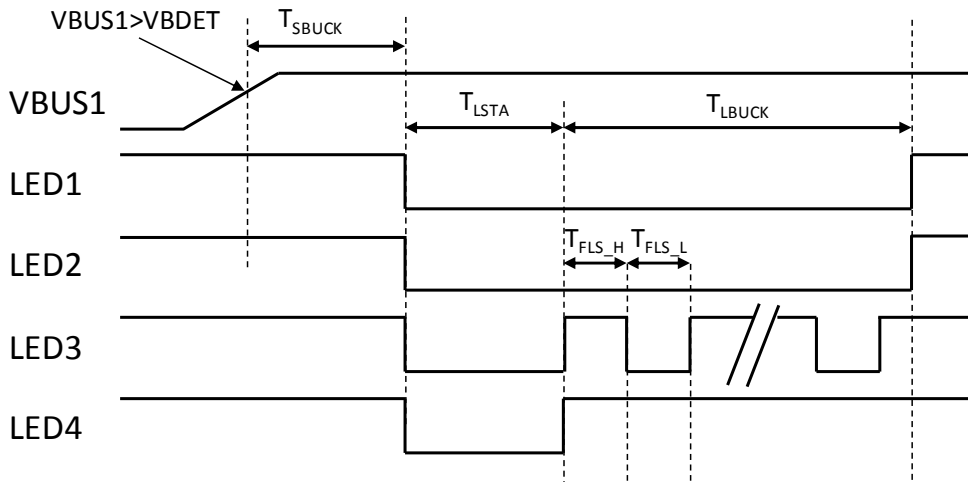 VBUS1>VBDET
TSBUCK
VBUS1
TLSTA
TLBUCK
LED1
LED2
TFLS_H
TFLS_L
LED3
LED4